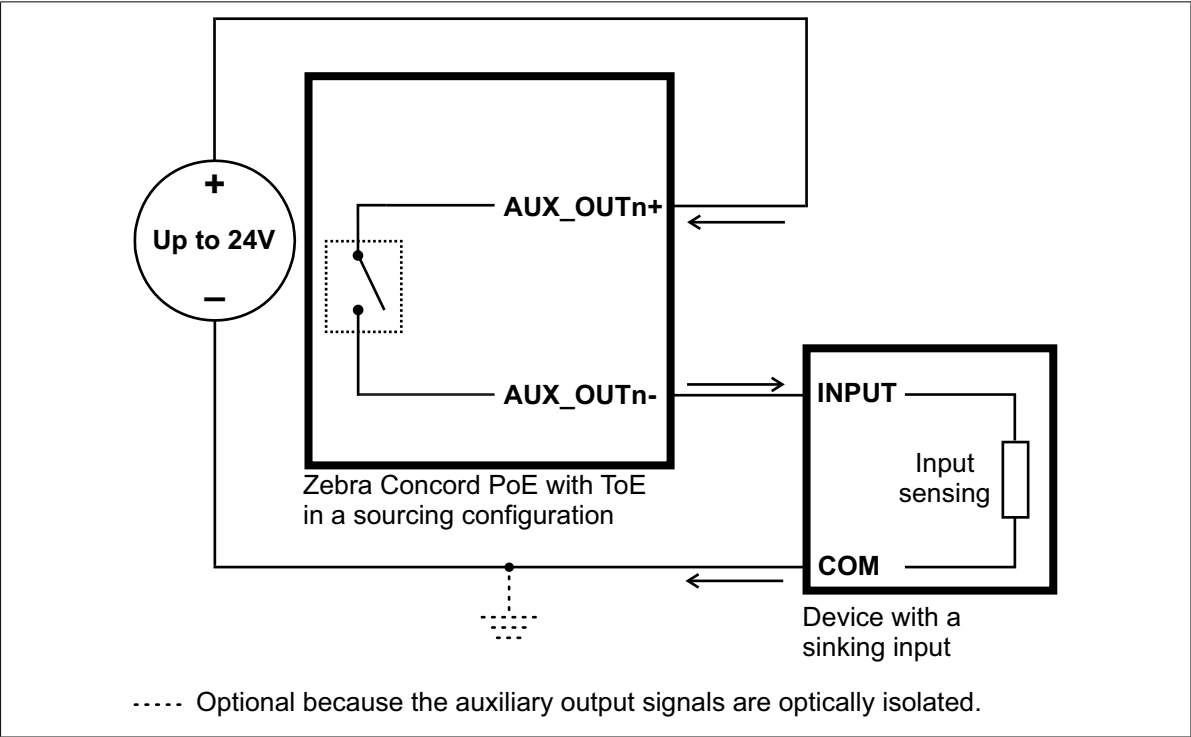 +
Up to 24V
–
AUX_OUTn+
AUX_OUTn-
Zebra Concord PoE with ToE
in a sourcing configuration
INPUT
Input
sensing
COM
Device with a
sinking input
Optional because the auxiliary output signals are optically isolated.